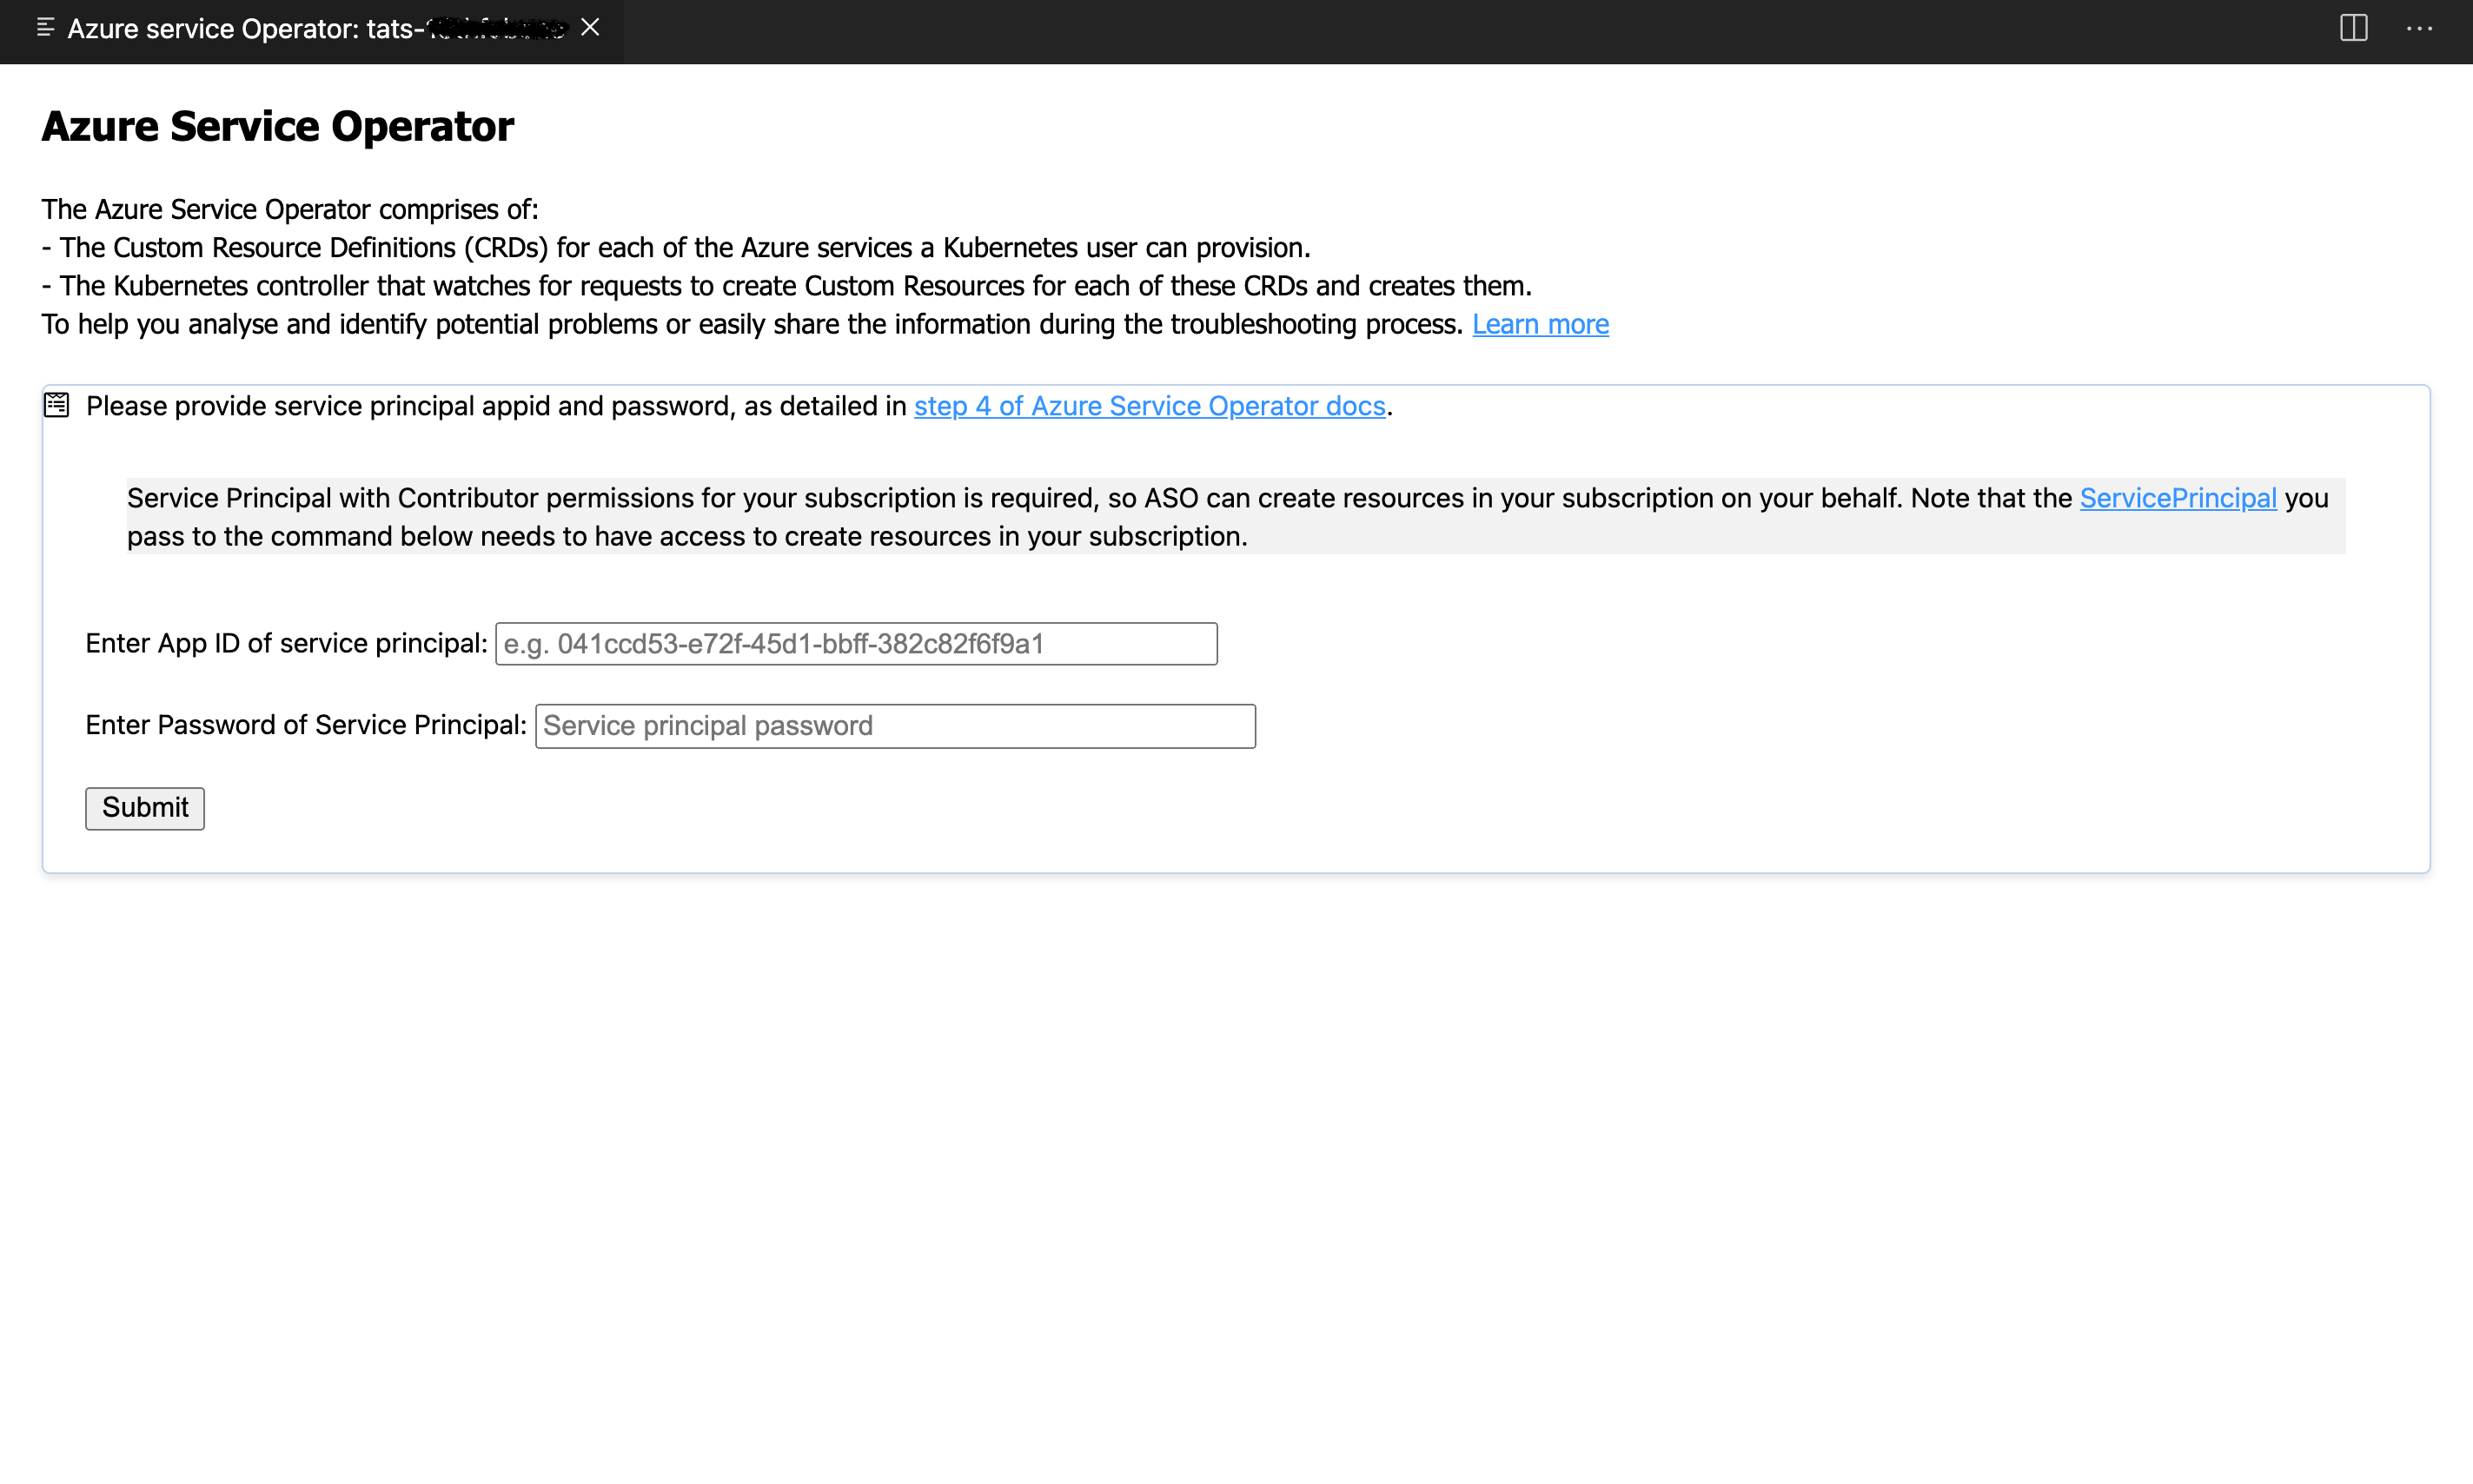 Azure service Operator: tats-
Azure Service Operator
The Azure Service Operator comprises of:
- The Custom Resource Definitions (CRDs) for each of the Azure services a Kubernetes user can provision.
- The Kubernetes controller that watches for requests to create Custom Resources for each of these CRDs and creates them.
To help you analyse and identify potential problems or easily share the information during the troubleshooting process. Learn more
Please provide service principal appid and password, as detailed in step 4 of Azure Service Operator docs.
Service Principal with Contributor permissions for your subscription is required, so ASO can create resources in your subscription on your behalf. Note that the ServicePrincipal you
pass to the command below needs to have access to create resources in your subscription.
Enter App ID of service principal: e.g. 041ccd53-e72f-45d1-bbff-382c82f6f9a1
Enter Password of Service Principal: Service principal password
Submit